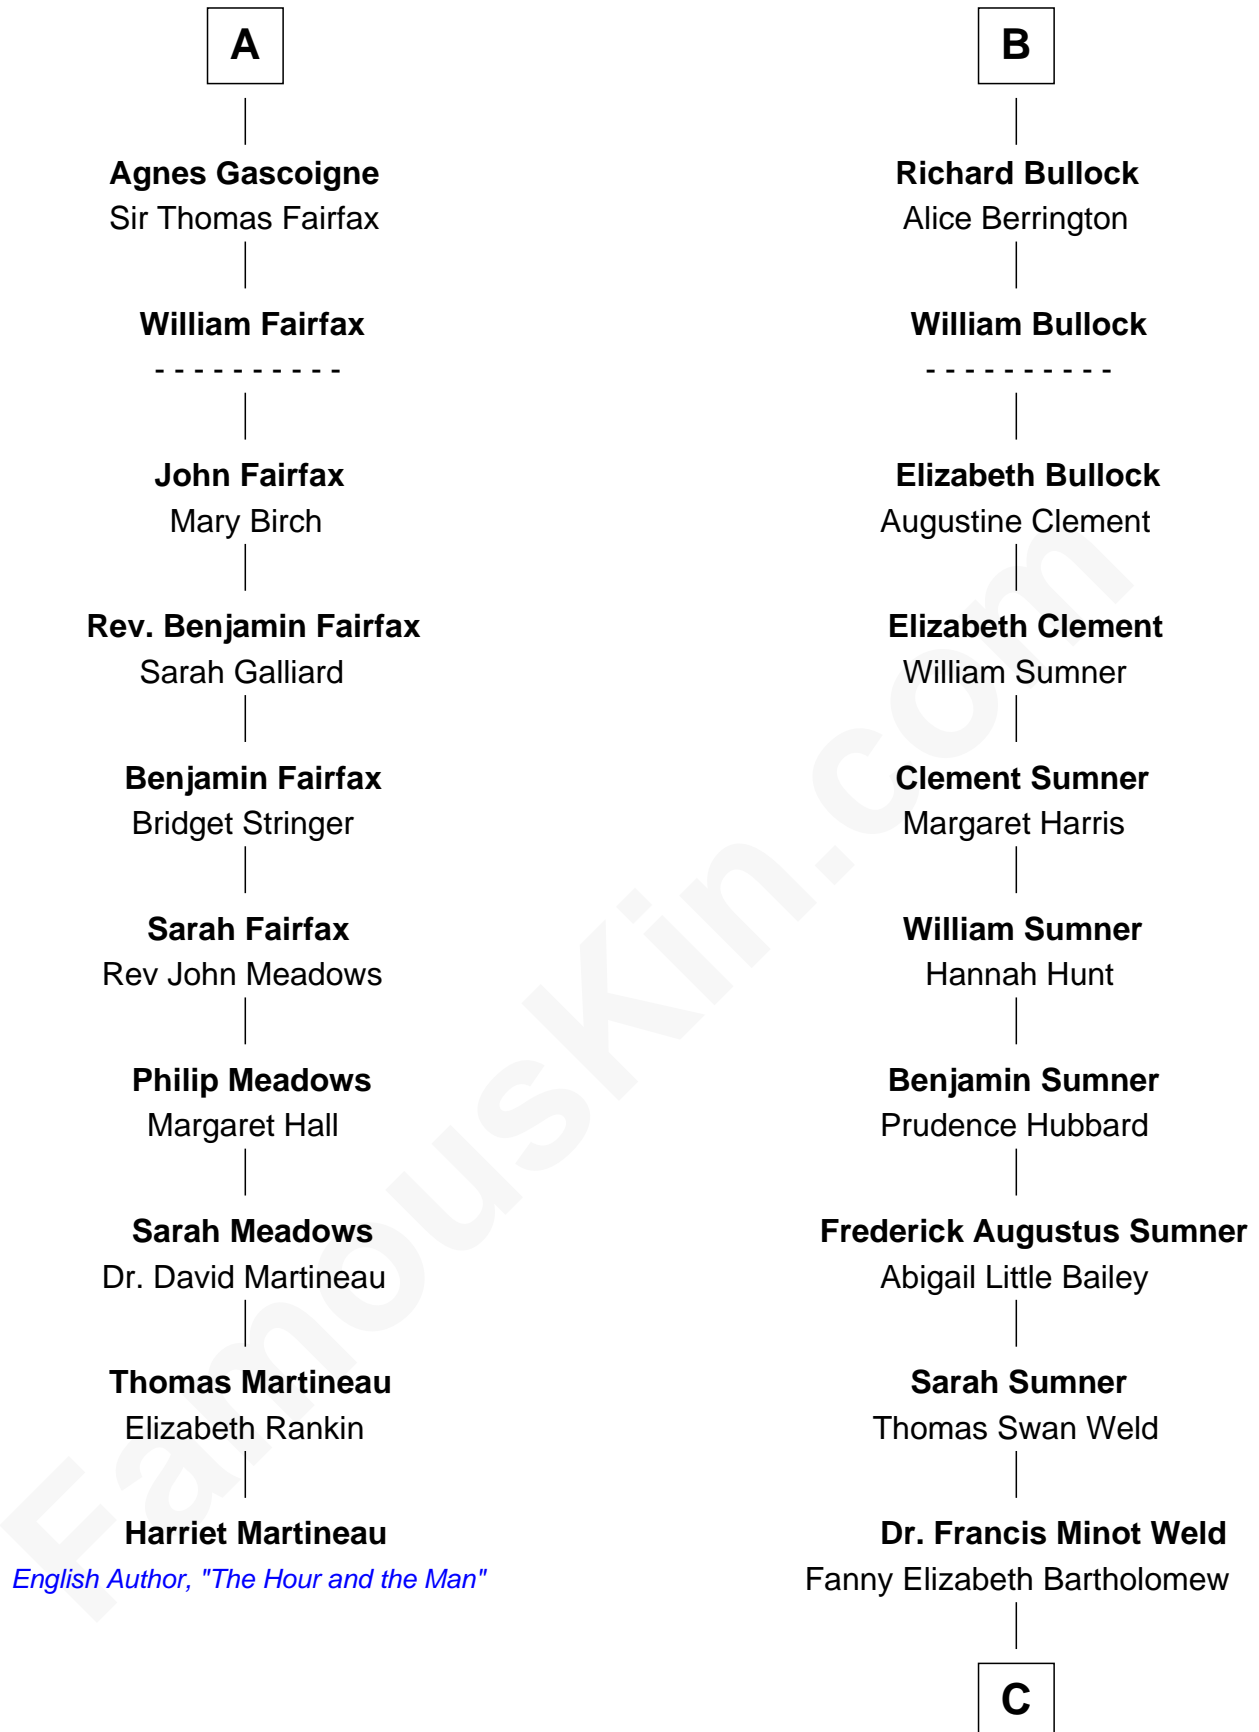 A
Agnes Gascoigne
Sir Thomas Fairfax
William Fairfax
- - - - - - - - - -
John Fairfax
Mary Birch
Rev. Benjamin Fairfax
Sarah Galliard
Benjamin Fairfax
Bridget Stringer
Sarah Fairfax
Rev John Meadows
Philip Meadows
Margaret Hall
Sarah Meadows
Dr. David Martineau
Thomas Martineau
Elizabeth Rankin
Harriet Martineau
English Author, "The Hour and the Man"
B
Richard Bullock
Alice Berrington
William Bullock
- - - - - - - - - -
Elizabeth Bullock
Augustine Clement
Elizabeth Clement
William Sumner
Clement Sumner
Margaret Harris
William Sumner
Hannah Hunt
Benjamin Sumner
Prudence Hubbard
Frederick Augustus Sumner
Abigail Little Bailey
Sarah Sumner
Thomas Swan Weld
Dr. Francis Minot Weld
Fanny Elizabeth Bartholomew
C
FamousKin.com